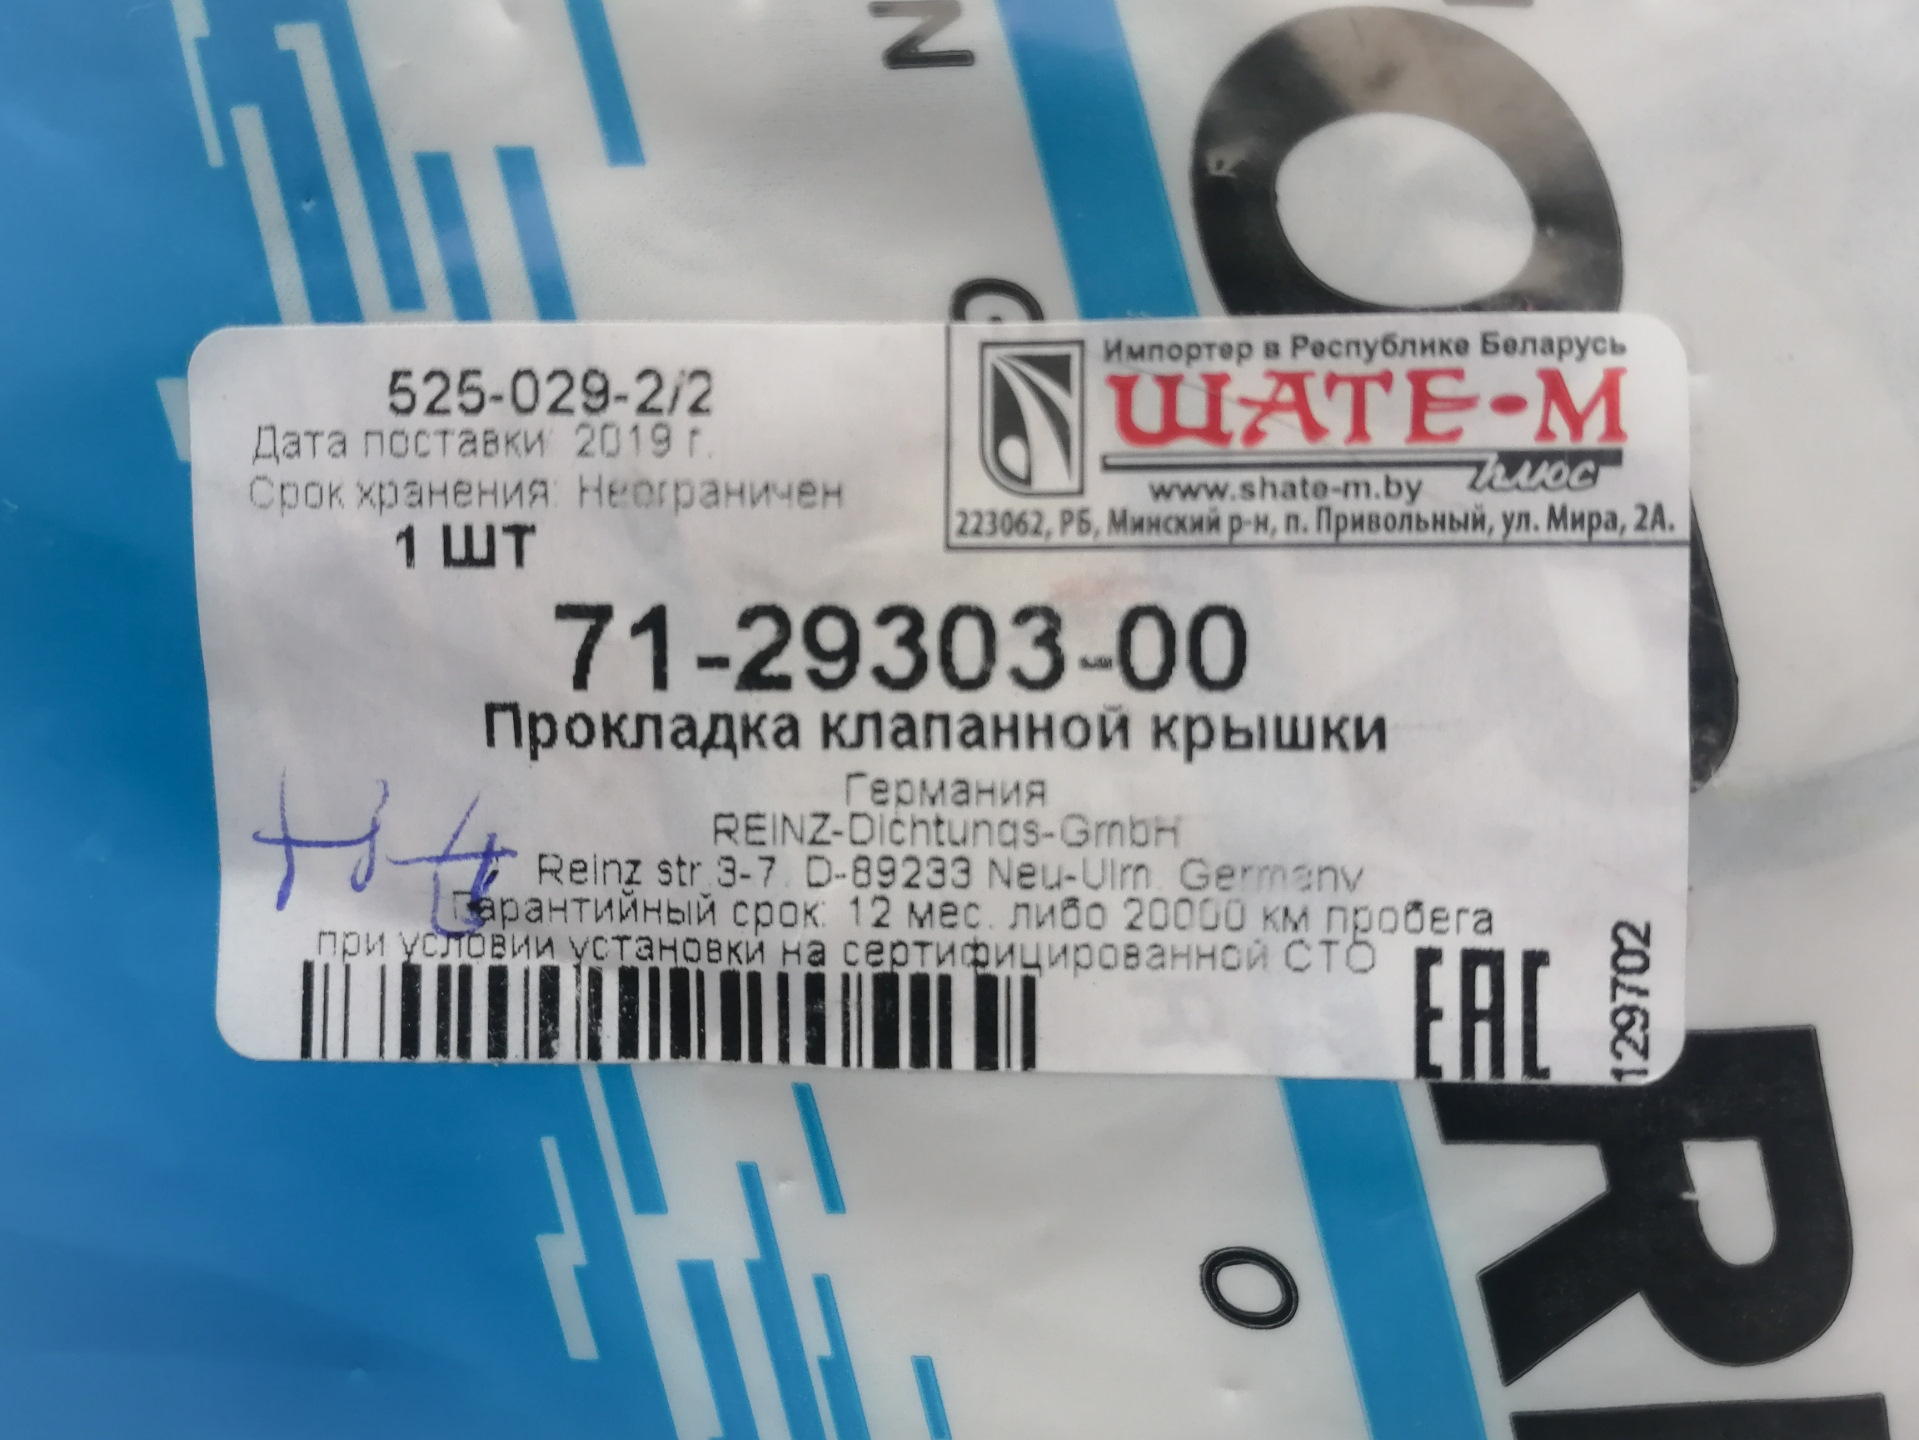 525-029-2/2
Дата поставки: 2019 г.
Срок хранения: Неограничен
1 ШТ
Импортер в Республике Беларусь
ШАТЕ-М
плюс
www.shate-m.by
223062, РБ, Минский р-н, п. Привольный, ул. Мира, 2А.
71-29303-00
Прокладка клапанной крышки
Германия
REINZ-Dichtungs-GmbH
Reinz str.3-7. D-89233 Neu-Ulm. Germany
Гарантийный срок: 12 мес. либо 20000 км пробега
при условии установки на сертифицированной СТО
EAC
1297702